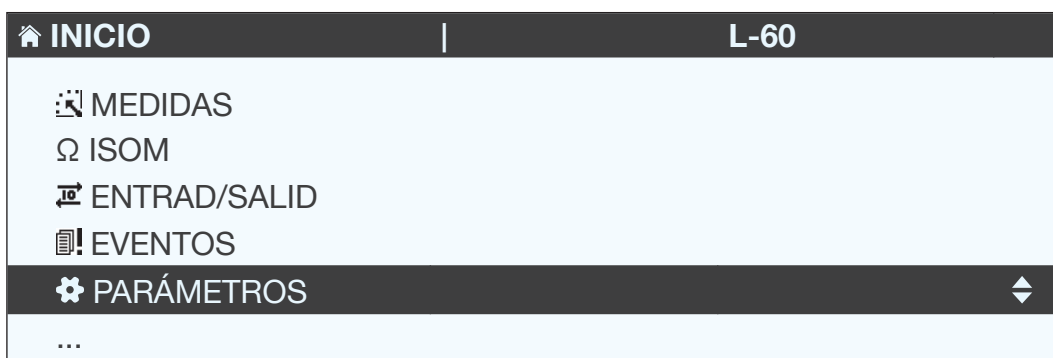 INICIO | L-60
MEDIDAS
Ω ISOM
ENTRAD/SALID
EVENTOS
PARÁMETROS
...